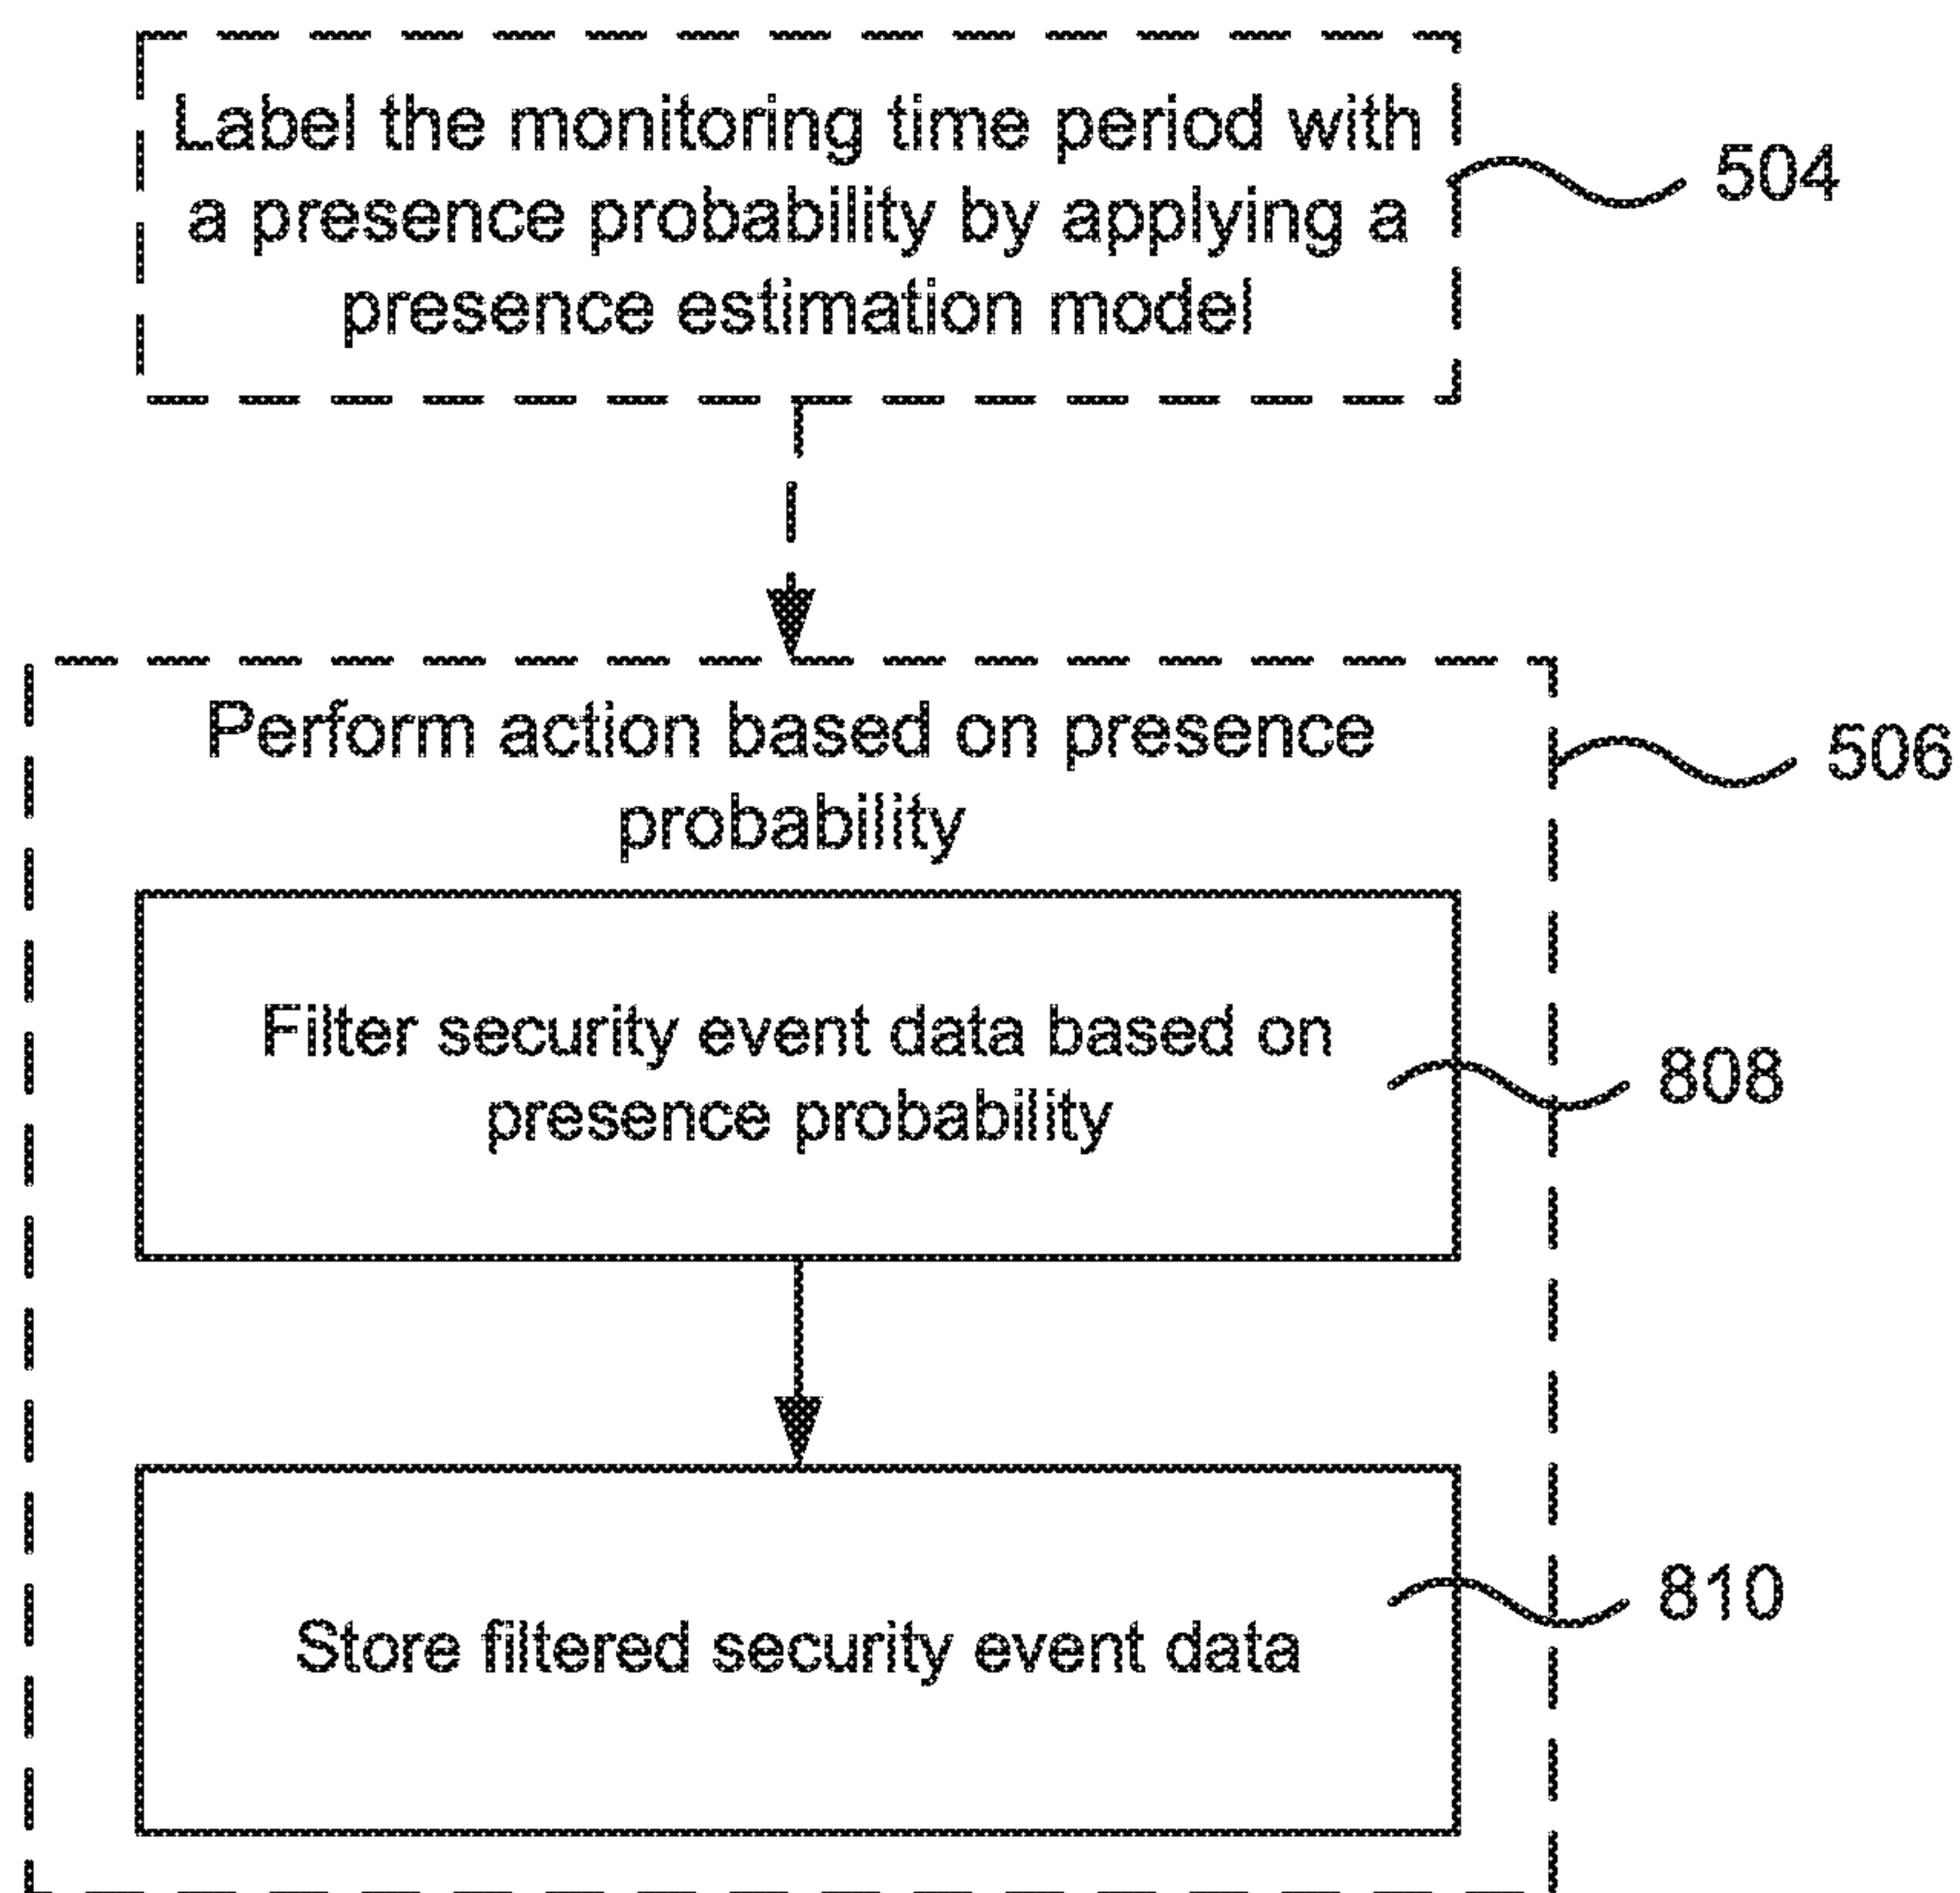 Label the monitoring time period with
a presence probability by applying a
presence estimation model
504
Perform action based on presence
probability
506
Filter security event data based on
presence probability
808
Store filtered security event data
810